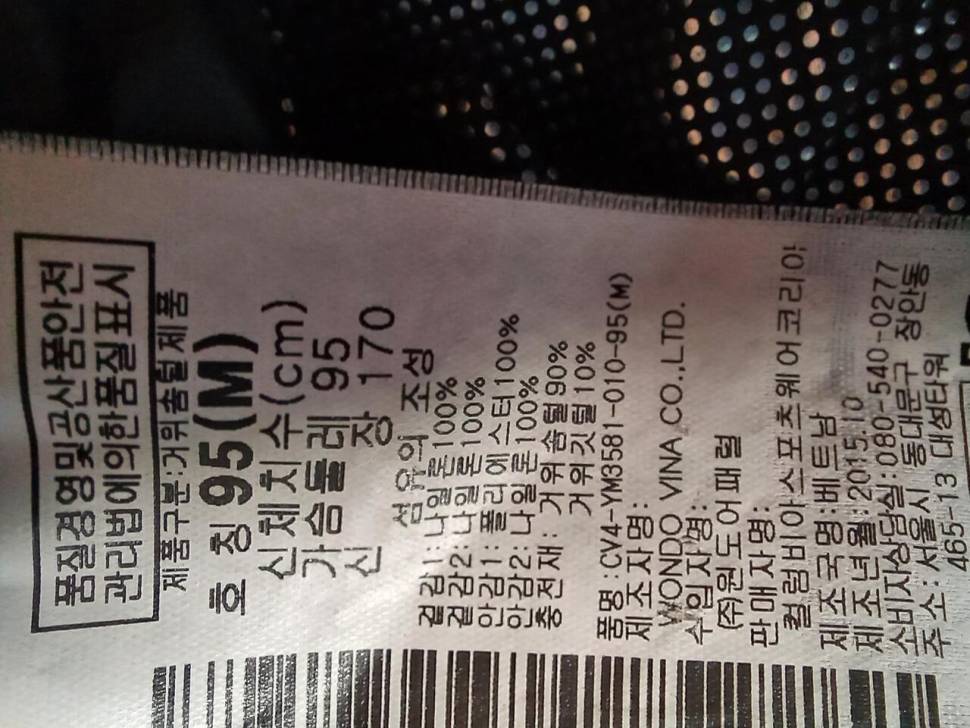 품질경영및공산품안전
관리법에의한품질표시
제품구분:거위솜털제품
호 칭 95(M)
신체치수(cm)
가슴둘레 95
신 장 170
섬유의 조성
겉감1: 나일론 100%
겉감2: 나일론 100%
안감1: 폴리에스터100%
안감2: 나일론 100%
충전재: 거위솜털90%
거위깃털10%
품명:CV4-YM3581-010-95(M)
제조자명:
WONDO VINA CO.,LTD.
수입자명:
(주)원도어패럴
판매자명:
컬럼비아스포츠웨어코리아
제조국명:베트남
제조년월:2015.10
소비자상담실:080-540-0277
주소: 서울시 동대문구 장안동
465-13 대성타워